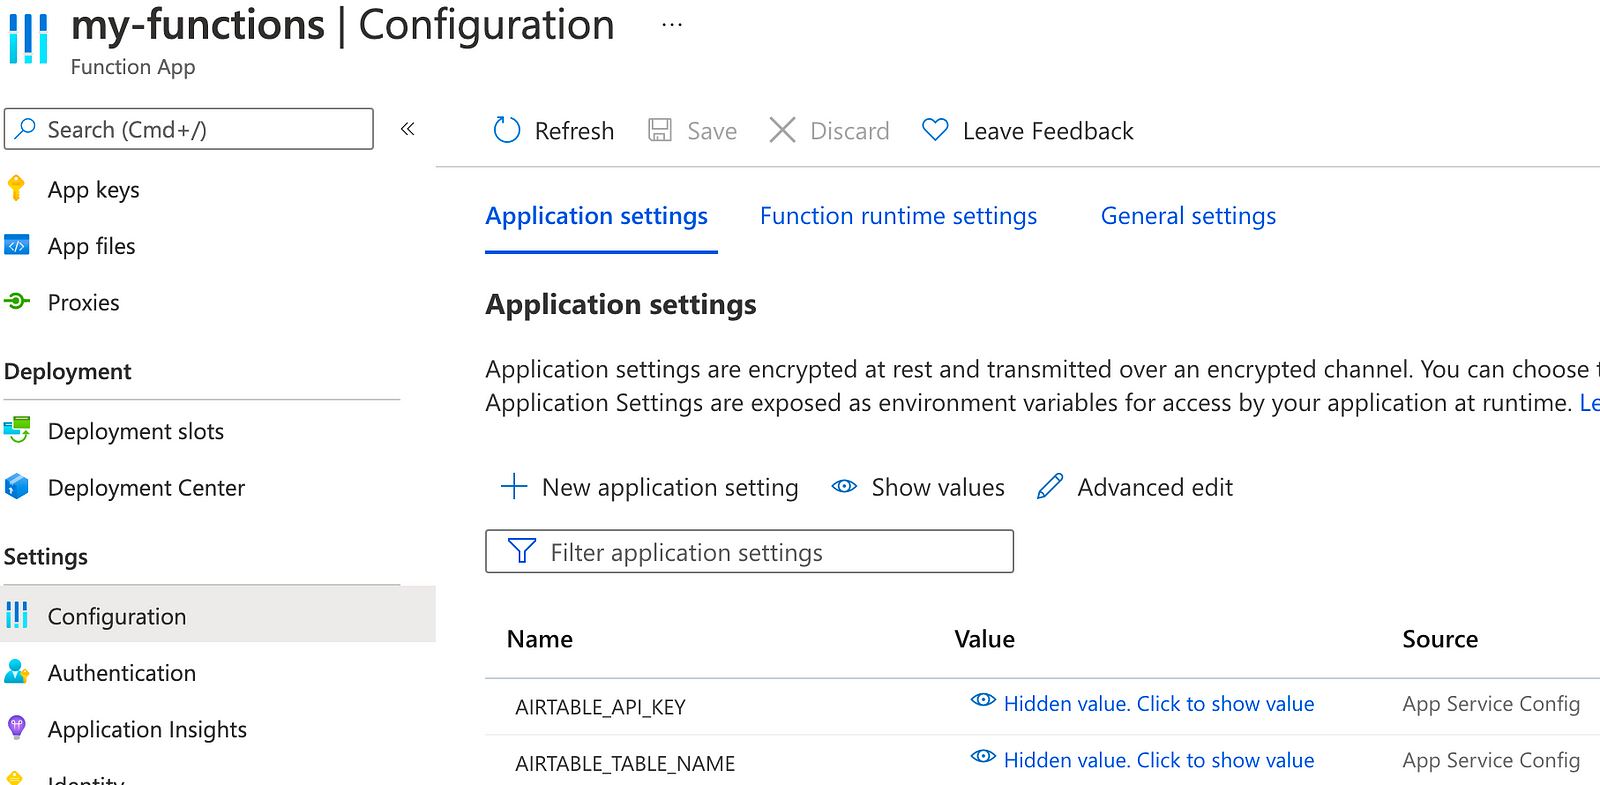 my-functions | Configuration ...
Function App
Search (Cmd+/)
«
App keys
App files
Proxies
Deployment
Deployment slots
Deployment Center
Settings
Configuration
Authentication
Application Insights
Identity
Refresh Save Discard Leave Feedback
Application settings Function runtime settings General settings
Application settings
Application settings are encrypted at rest and transmitted over an encrypted channel. You can choose
Application Settings are exposed as environment variables for access by your application at runtime.
New application setting Show values Advanced edit
Filter application settings
Name Value Source
AIRTABLE_API_KEY Hidden value. Click to show value App Service Config
AIRTABLE_TABLE_NAME Hidden value. Click to show value App Service Config